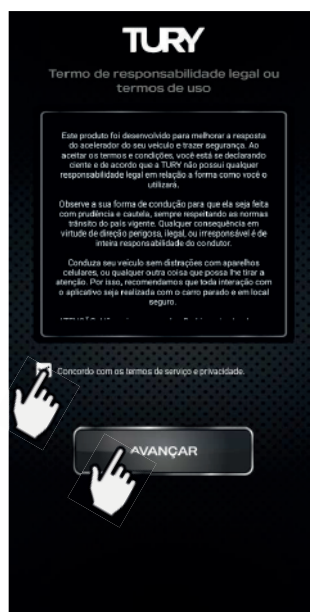 TURY
Termo de responsabilidade legal ou
termos de uso
Este produto foi desenvolvido para melhorar a resposta
do acelerador do seu veículo e trazer segurança. Ao
aceitar os termos e condições, você está se declarando
ciente e de acordo que a TURY não possui qualquer
responsabilidade legal em relação a forma como você o
utilizará.
Observe a sua forma de condução para que ela seja feita
com prudência e cautela, sempre respeitando as normas
trânsito do país vigente. Qualquer consequência em
virtude de direção perigosa, ilegal, ou irresponsável é de
inteira responsabilidade do condutor.
Conduza seu veículo sem distrações com aparelhos
celulares, ou qualquer outra coisa que possa lhe tirar a
atenção. Por isso, recomendamos que toda interação com
o aplicativo seja realizada com o carro parado e em local
seguro.
Concordo com os termos de serviço e privacidade.
AVANÇAR